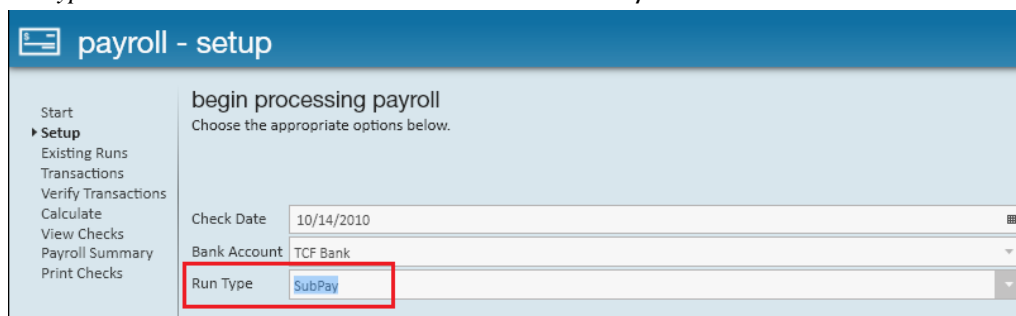 payroll - setup
Start
Setup
Existing Runs
Transactions
Verify Transactions
Calculate
View Checks
Payroll Summary
Print Checks
begin processing payroll
Choose the appropriate options below.
Check Date 10/14/2010
Bank Account TCF Bank
Run Type SubPay